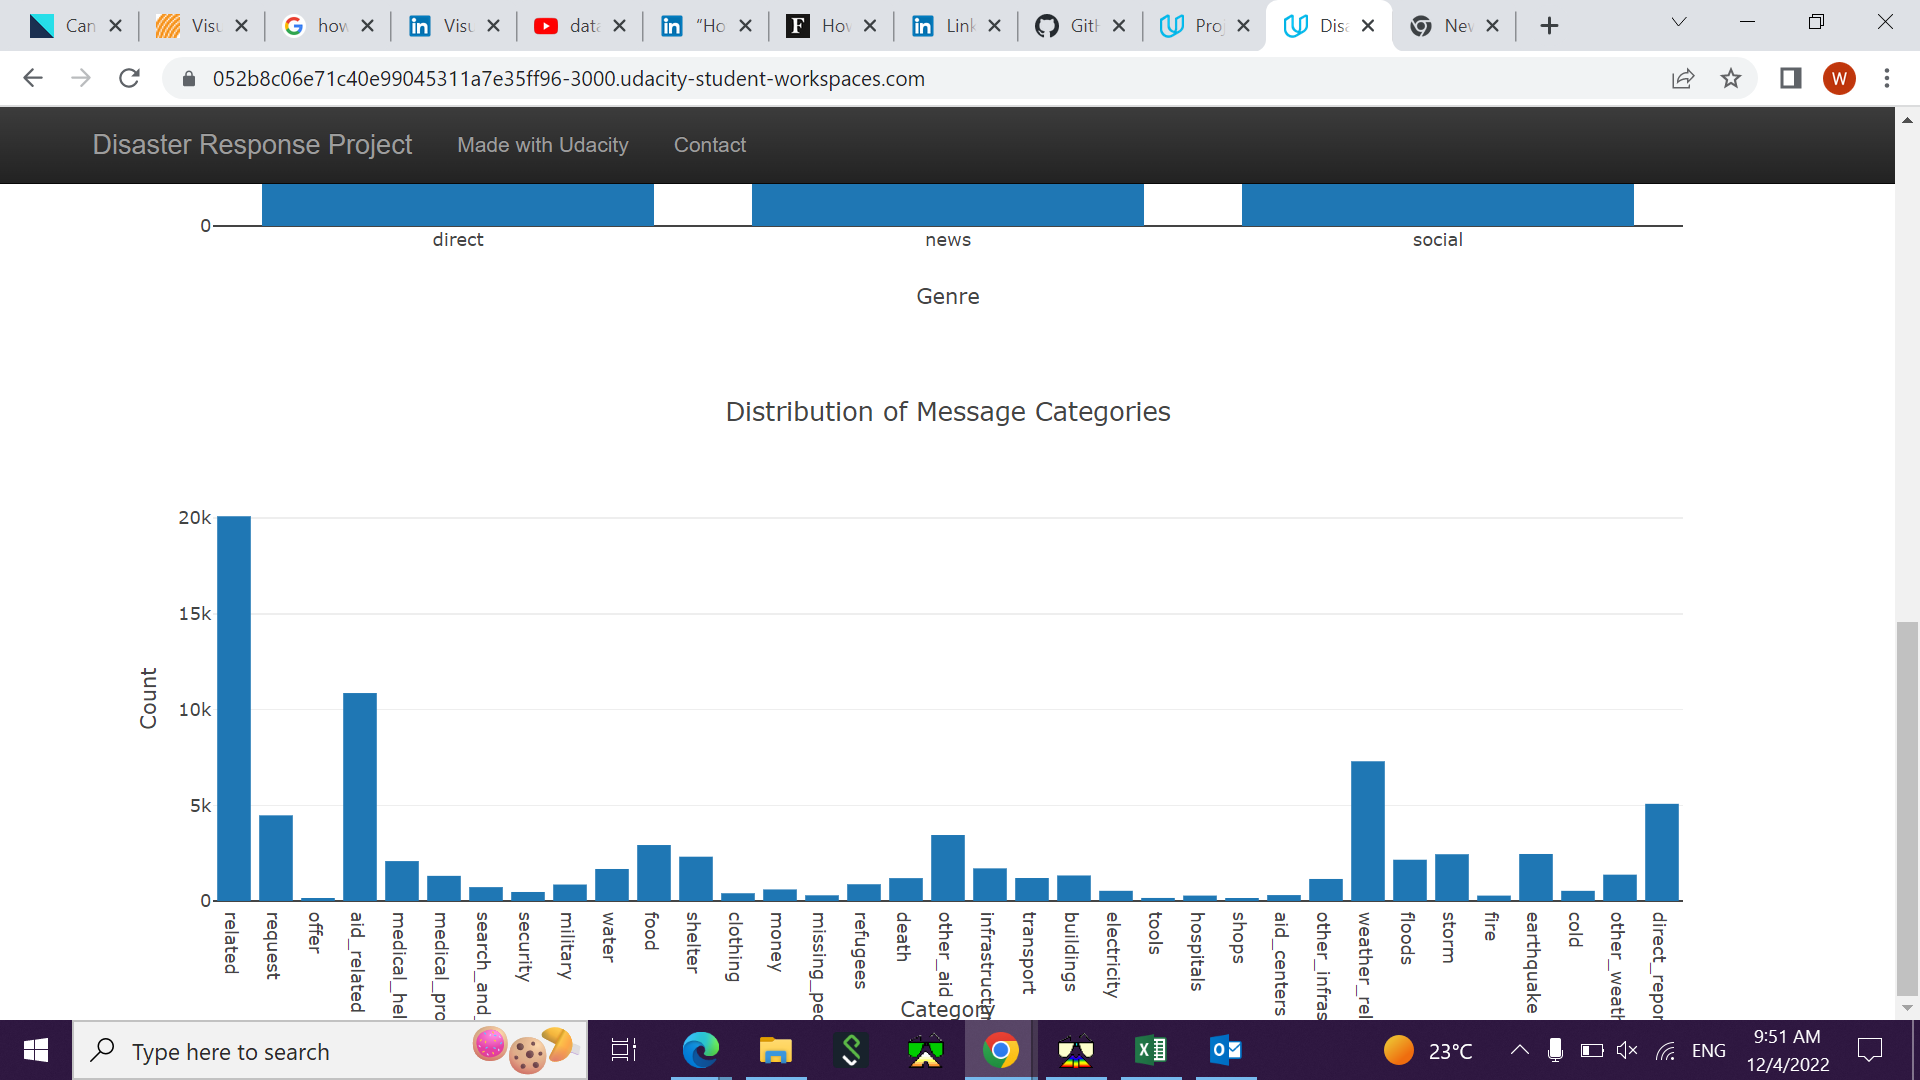 Can Visu how Visu data “Ho Hov Link Gith Proj Disa Nev
052b8c06e71c40e99045311a7e35ff96-3000.udacity-student-workspaces.com
W
Disaster Response Project Made with Udacity Contact
0
direct news social
Genre
Distribution of Message Categories
20k
15k
10k
5k
0
Count
related request offer aid_related medical_hel medical_pro search_and_ security military water food shelter clothing money missing_peo refugees death other_aid infrastructur transport buildings electricity tools hospitals shops aid_centers other_infras weather_rel floods storm fire earthquake cold other_weath direct_repor
Category
Type here to search
23°C
ENG
9:51 AM
12/4/2022